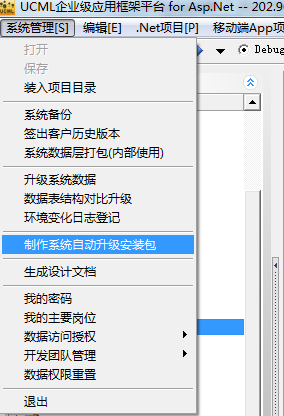 UCML企业级应用框架平台 for Asp.Net -- 202.9
系统管理[S] 编辑[E] .Net项目[P] 移动端App项
打开
保存
装入项目目录
Debug
系统备份
签出客户历史版本
系统数据层打包(内部使用)
升级系统数据
数据表结构对比升级
环境变化日志登记
制作系统自动升级安装包
生成设计文档
我的密码
我的主要岗位
数据访问授权
开发团队管理
数据权限重置
退出